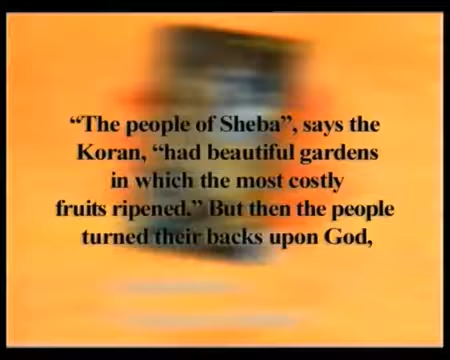 “The people of Sheba”, says the
Koran, “had beautiful gardens
in which the most costly
fruits ripened.” But then the people
turned their backs upon God,